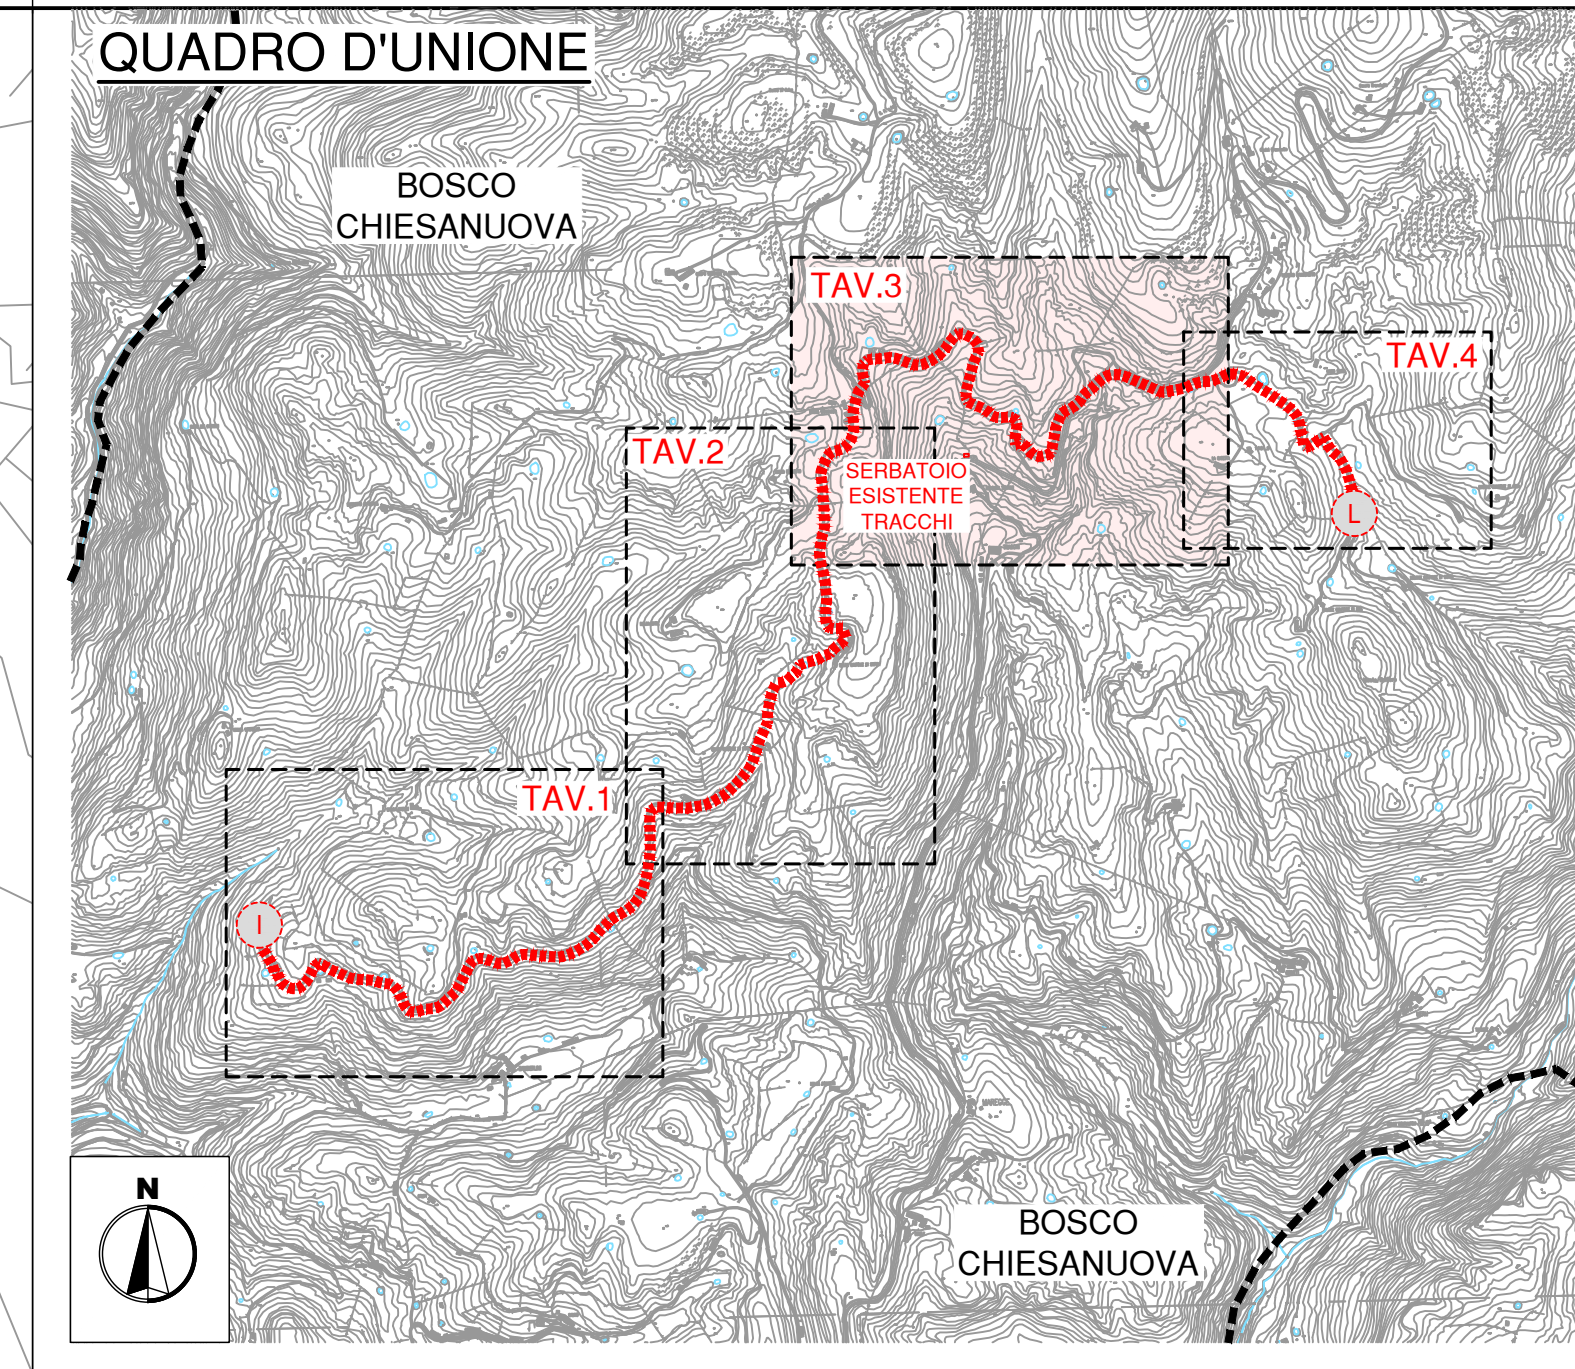 QUADRO D'UNIONE
BOSCO
CHIESANUOVA
TAV.3
TAV.4
TAV.2
SERBATOIO
ESISTENTE
TRACCHI
L
TAV.1
I
N
BOSCO
CHIESANUOVA